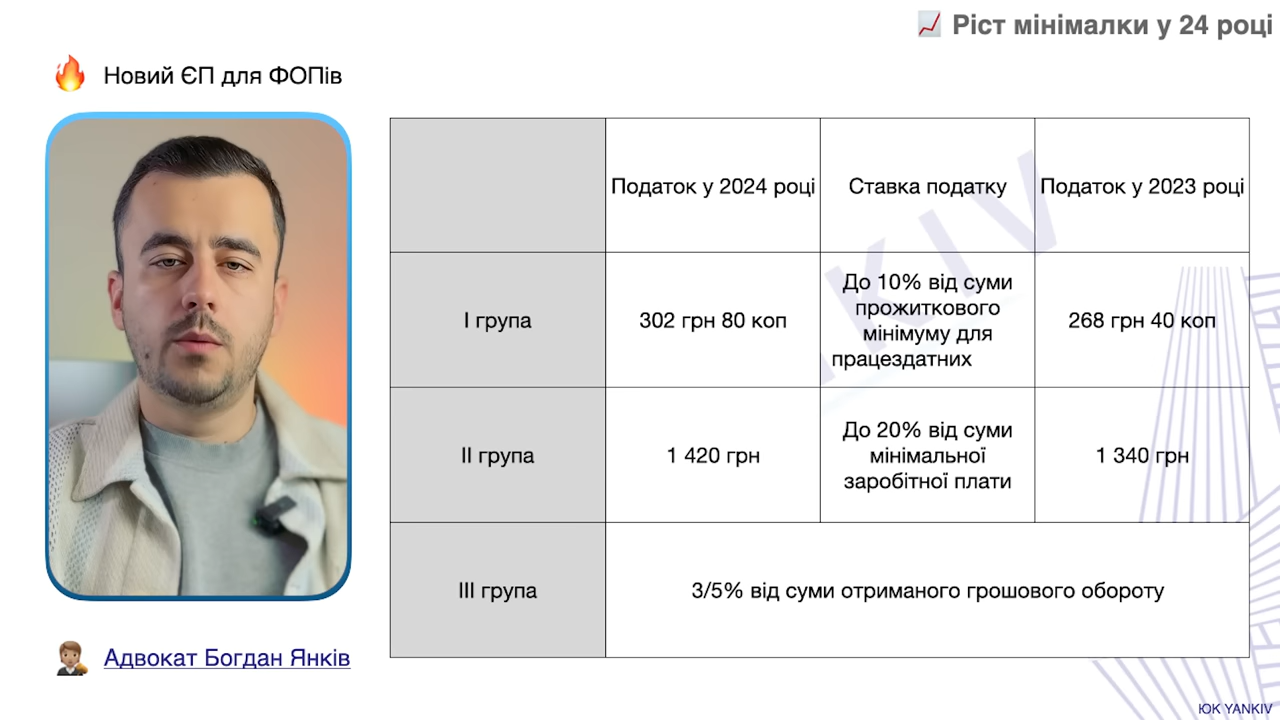 Ріст мінімалки у 24 році
Новий ЄП для ФОПів
Податок у 2024 році
Ставка податку
Податок у 2023 році
I група
302 грн 80 коп
До 10% від суми
прожиткового
мінімуму для
працездатних
268 грн 40 коп
II група
1 420 грн
До 20% від суми
мінімальної
заробітної плати
1 340 грн
III група
3/5% від суми отриманого грошового обороту
Адвокат Богдан Янків
ЮК YANKIV